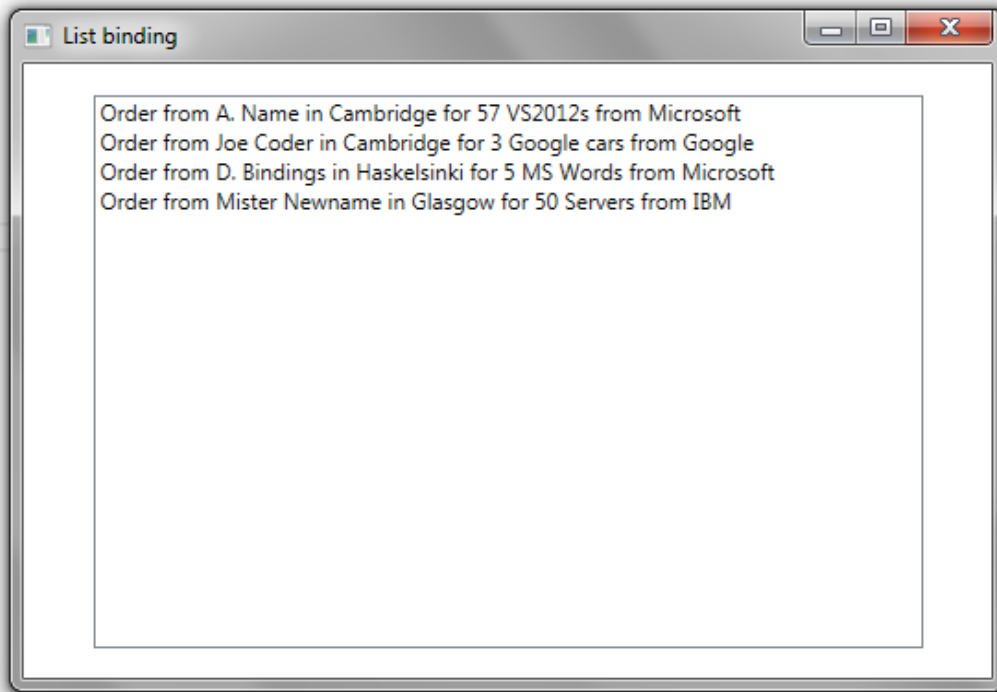 List binding
Order from A. Name in Cambridge for 57 VS2012s from Microsoft
Order from Joe Coder in Cambridge for 3 Google cars from Google
Order from D. Bindings in Haskelsinki for 5 MS Words from Microsoft
Order from Mister Newname in Glasgow for 50 Servers from IBM